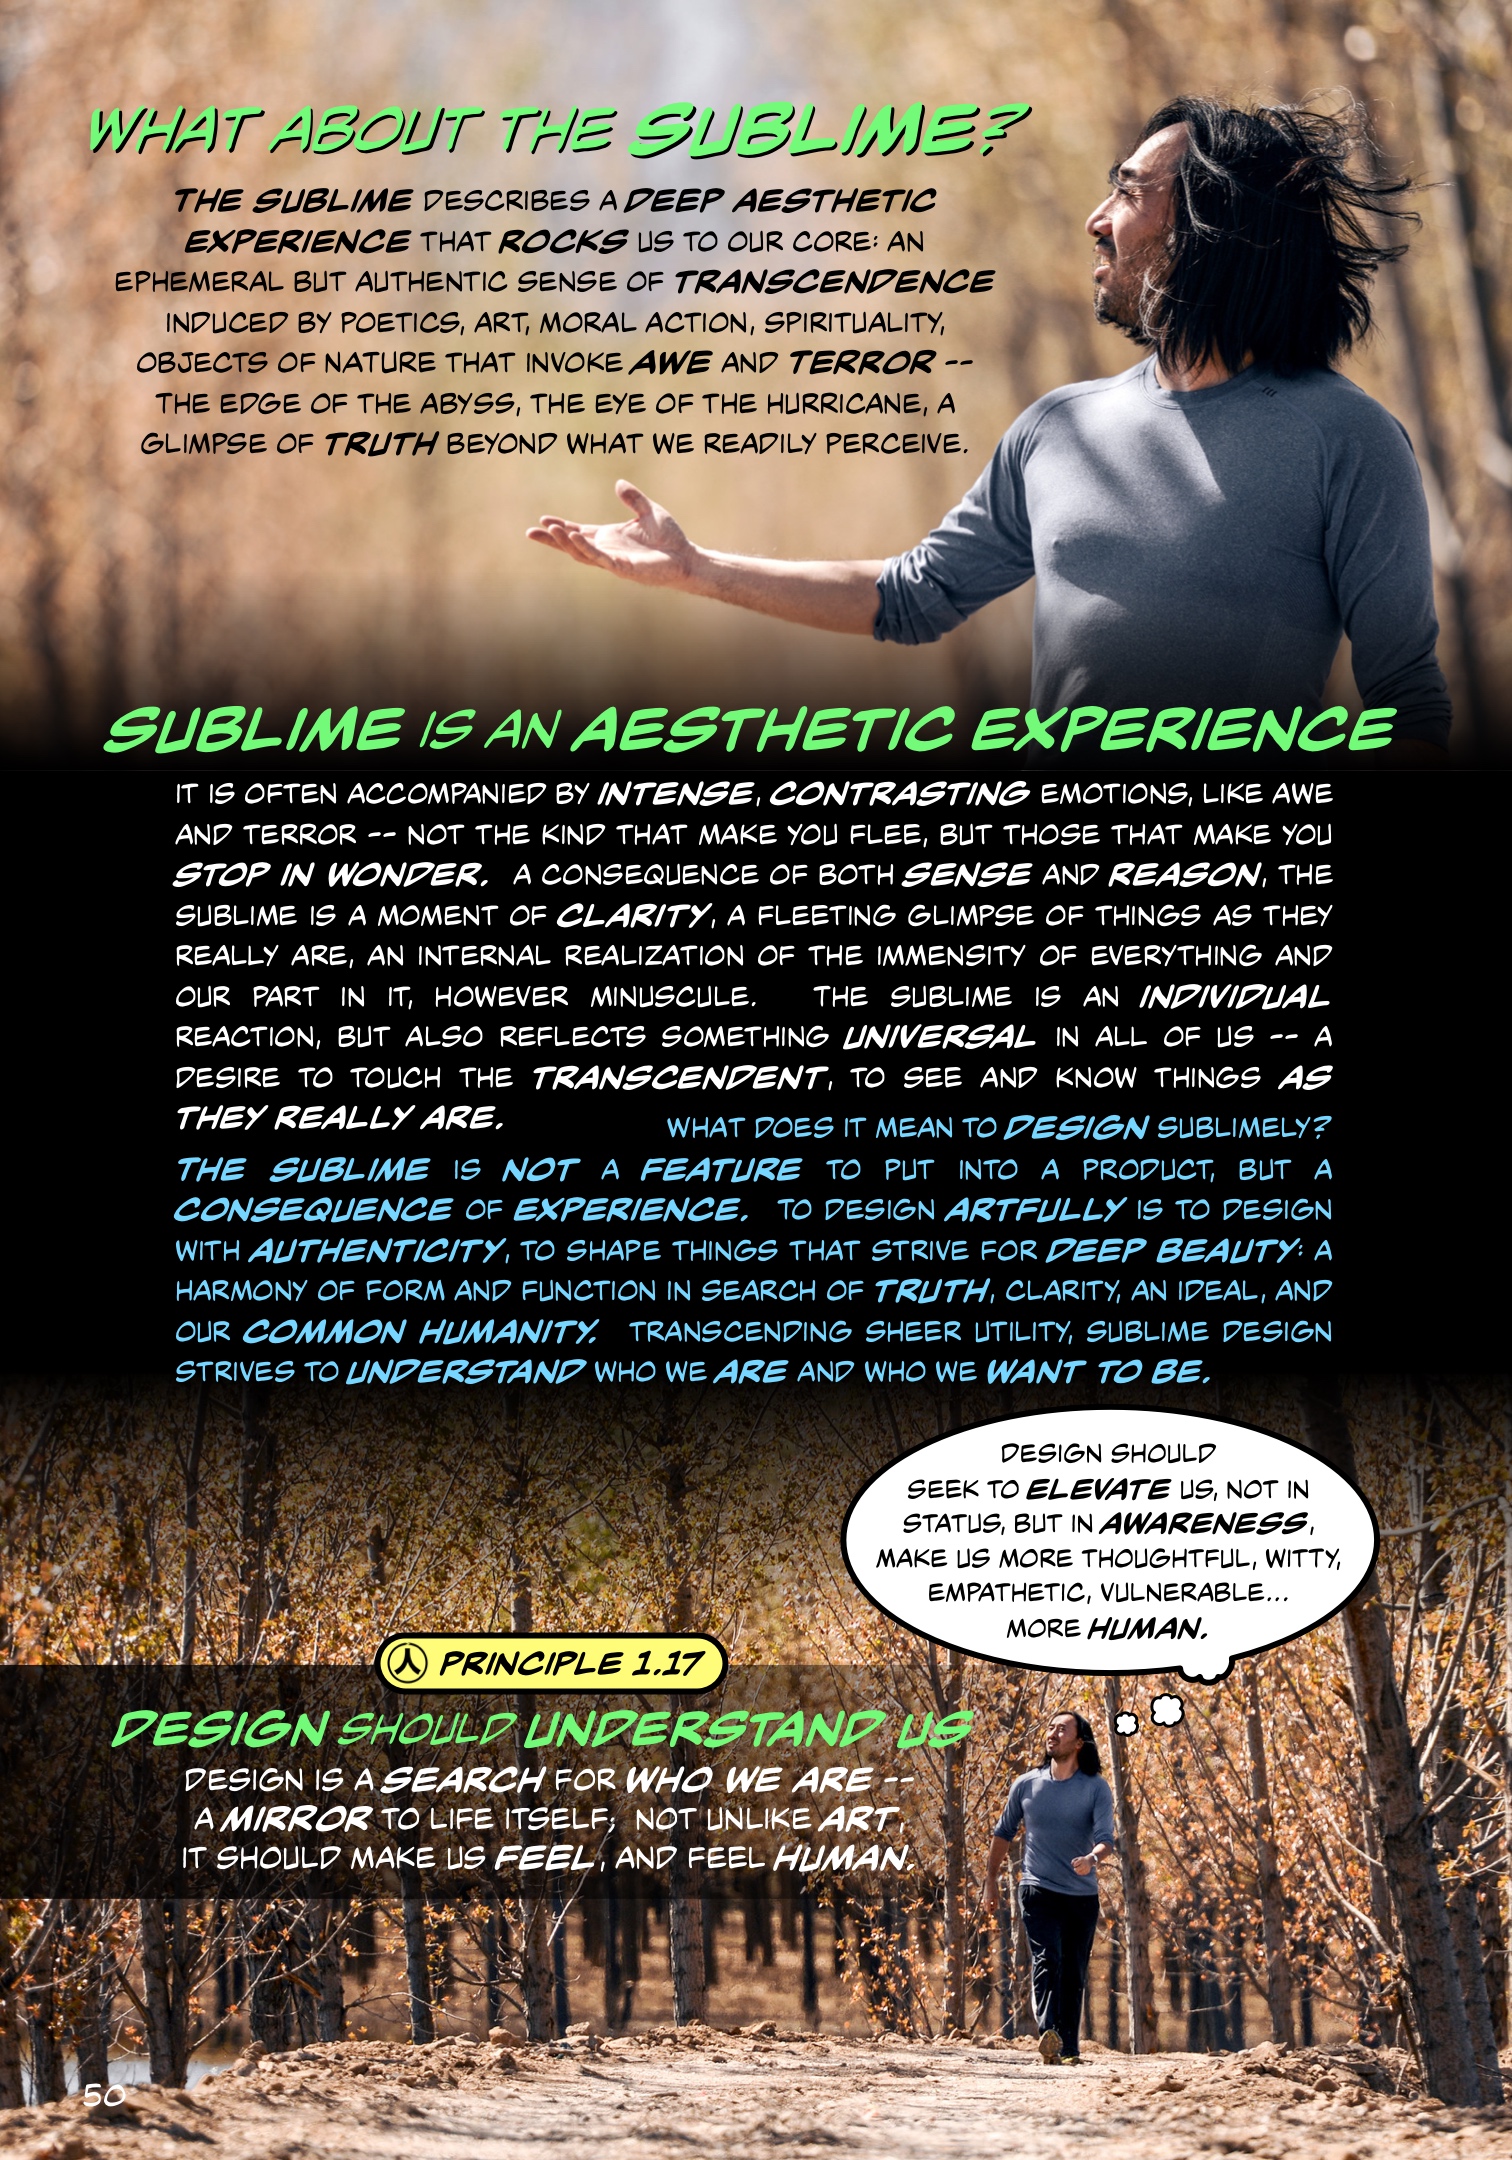 WHAT ABOUT THE SUBLIME?
THE SUBLIME DESCRIBES A DEEP AESTHETIC
EXPERIENCE THAT ROCKS US TO OUR CORE: AN
EPHEMERAL BUT AUTHENTIC SENSE OF TRANSCENDENCE
INDUCED BY POETICS, ART, MORAL ACTION, SPIRITUALITY,
OBJECTS OF NATURE THAT INVOKE AWE AND TERROR --
THE EDGE OF THE ABYSS, THE EYE OF THE HURRICANE, A
GLIMPSE OF TRUTH BEYOND WHAT WE READILY PERCEIVE.
SUBLIME IS AN AESTHETIC EXPERIENCE
IT IS OFTEN ACCOMPANIED BY INTENSE, CONTRASTING EMOTIONS, LIKE AWE
AND TERROR -- NOT THE KIND THAT MAKE YOU FLEE, BUT THOSE THAT MAKE YOU
STOP IN WONDER. A CONSEQUENCE OF BOTH SENSE AND REASON, THE
SUBLIME IS A MOMENT OF CLARITY, A FLEETING GLIMPSE OF THINGS AS THEY
REALLY ARE, AN INTERNAL REALIZATION OF THE IMMENSITY OF EVERYTHING AND
OUR PART IN IT, HOWEVER MINUSCULE. THE SUBLIME IS AN INDIVIDUAL
REACTION, BUT ALSO REFLECTS SOMETHING UNIVERSAL IN ALL OF US -- A
DESIRE TO TOUCH THE TRANSCENDENT, TO SEE AND KNOW THINGS AS
THEY REALLY ARE.
WHAT DOES IT MEAN TO DESIGN SUBLIMELY?
THE SUBLIME IS NOT A FEATURE TO PUT INTO A PRODUCT, BUT A
CONSEQUENCE OF EXPERIENCE. TO DESIGN ARTFULLY IS TO DESIGN
WITH AUTHENTICITY, TO SHAPE THINGS THAT STRIVE FOR DEEP BEAUTY: A
HARMONY OF FORM AND FUNCTION IN SEARCH OF TRUTH, CLARITY, AN IDEAL, AND
OUR COMMON HUMANITY. TRANSCENDING SHEER UTILITY, SUBLIME DESIGN
STRIVES TO UNDERSTAND WHO WE ARE AND WHO WE WANT TO BE.
DESIGN SHOULD
SEEK TO ELEVATE US, NOT IN
STATUS, BUT IN AWARENESS,
MAKE US MORE THOUGHTFUL, WITTY,
EMPATHETIC, VULNERABLE...
MORE HUMAN.
PRINCIPLE 1.17
DESIGN SHOULD UNDERSTAND US
DESIGN IS A SEARCH FOR WHO WE ARE --
A MIRROR TO LIFE ITSELF; NOT UNLIKE ART,
IT SHOULD MAKE US FEEL, AND FEEL HUMAN.
50